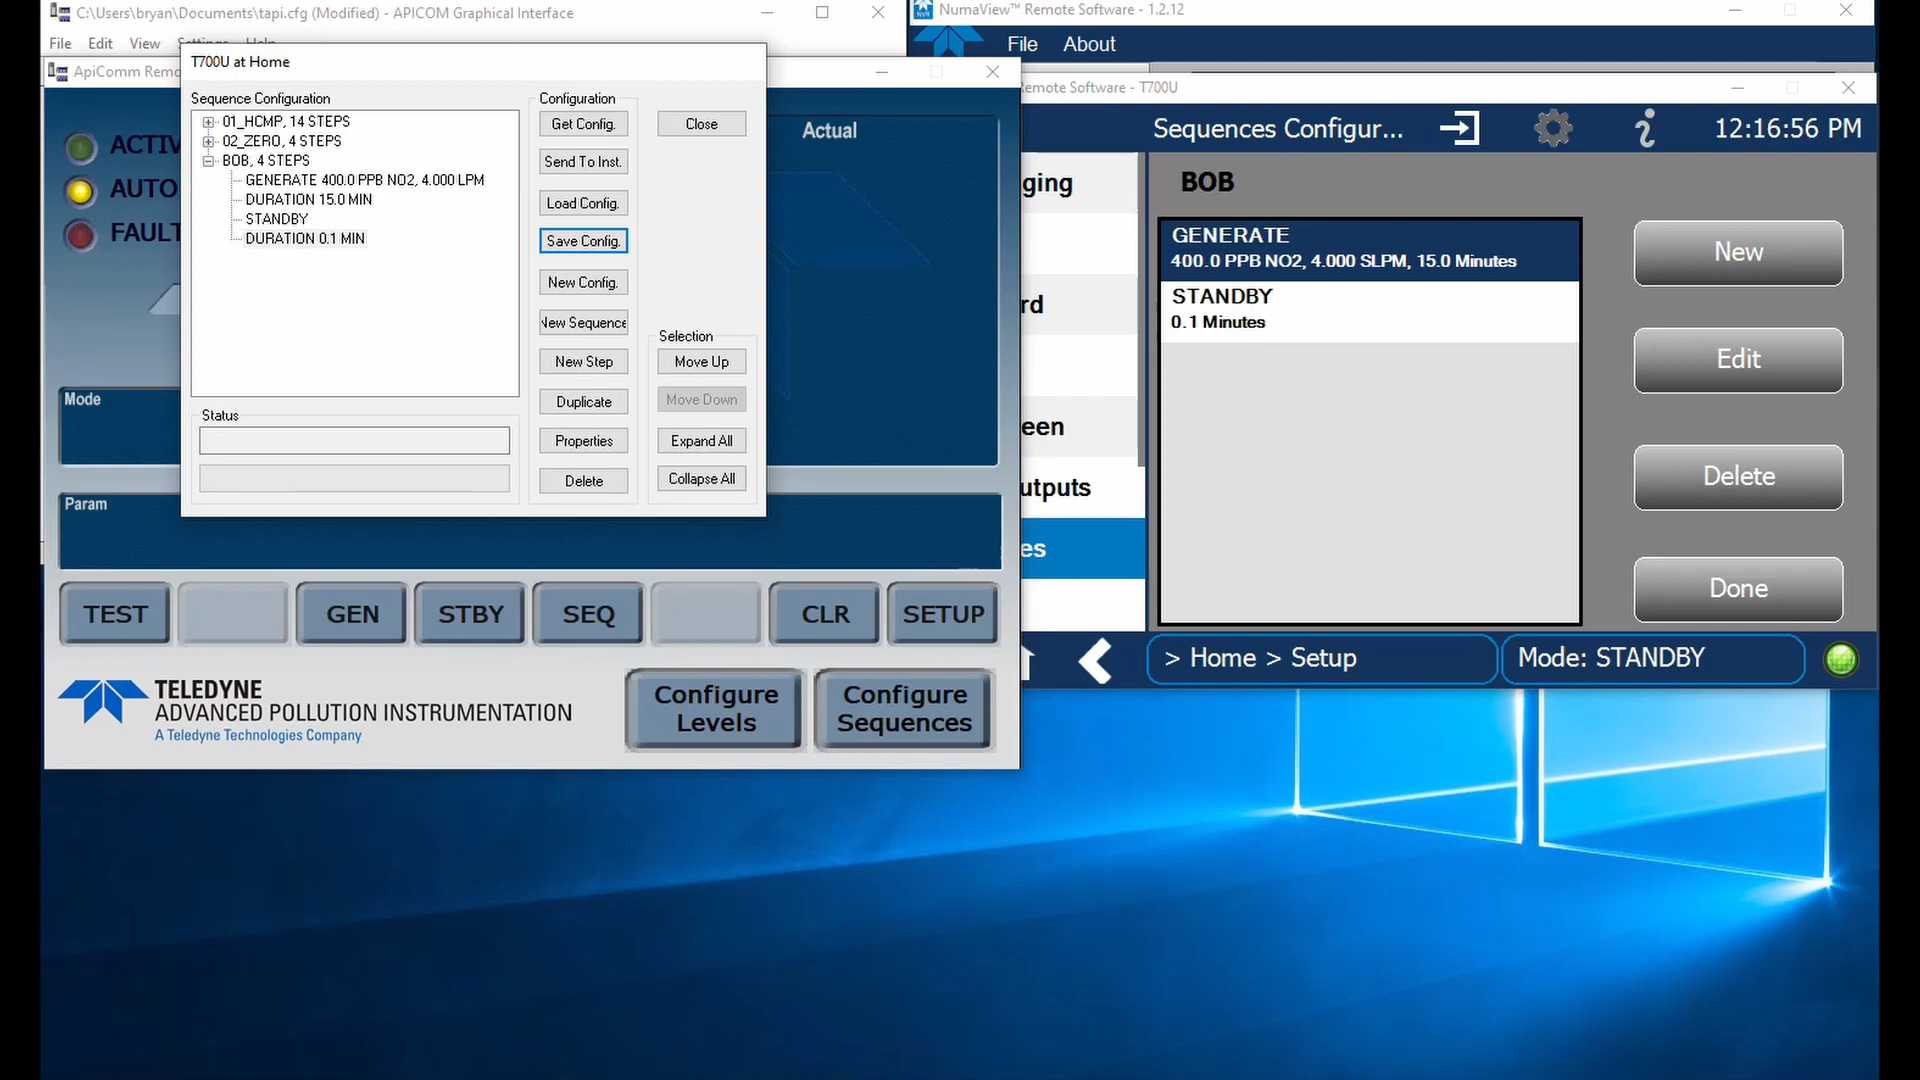 C:\Users\bryan\Documents\tapi.cfg (Modified) - APICOM Graphical Interface
File Edit View Settings Help
ApiComm Remo
ACTIV
AUTO
FAULT
Actual
Mode
Param
T700U at Home
Sequence Configuration
01_HCMP, 14 STEPS
02_ZERO, 4 STEPS
BOB, 4 STEPS
GENERATE 400.0 PPB NO2, 4.000 LPM
DURATION 15.0 MIN
STANDBY
DURATION 0.1 MIN
Status
Configuration
Get Config.
Send To Inst.
Load Config.
Save Config.
New Config.
New Sequence
New Step
Duplicate
Properties
Delete
Close
Selection
Move Up
Move Down
Expand All
Collapse All
TEST
GEN
STBY
SEQ
CLR
SETUP
TELEDYNE
ADVANCED POLLUTION INSTRUMENTATION
A Teledyne Technologies Company
Configure
Levels
Configure
Sequences
NumaView™ Remote Software - 1.2.12
File About
Remote Software - T700U
Sequences Configur... 12:16:56 PM
ging
rd
een
utputs
es
BOB
GENERATE
400.0 PPB NO2, 4.000 SLPM, 15.0 Minutes
STANDBY
0.1 Minutes
New
Edit
Delete
Done
> Home > Setup
Mode: STANDBY